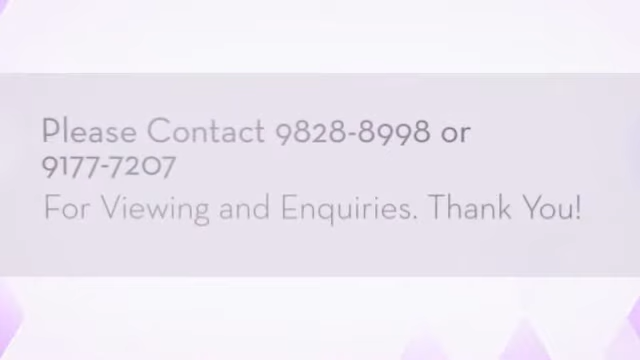 Please Contact 9828-8998 or
9177-7207
For Viewing and Enquiries. Thank You!